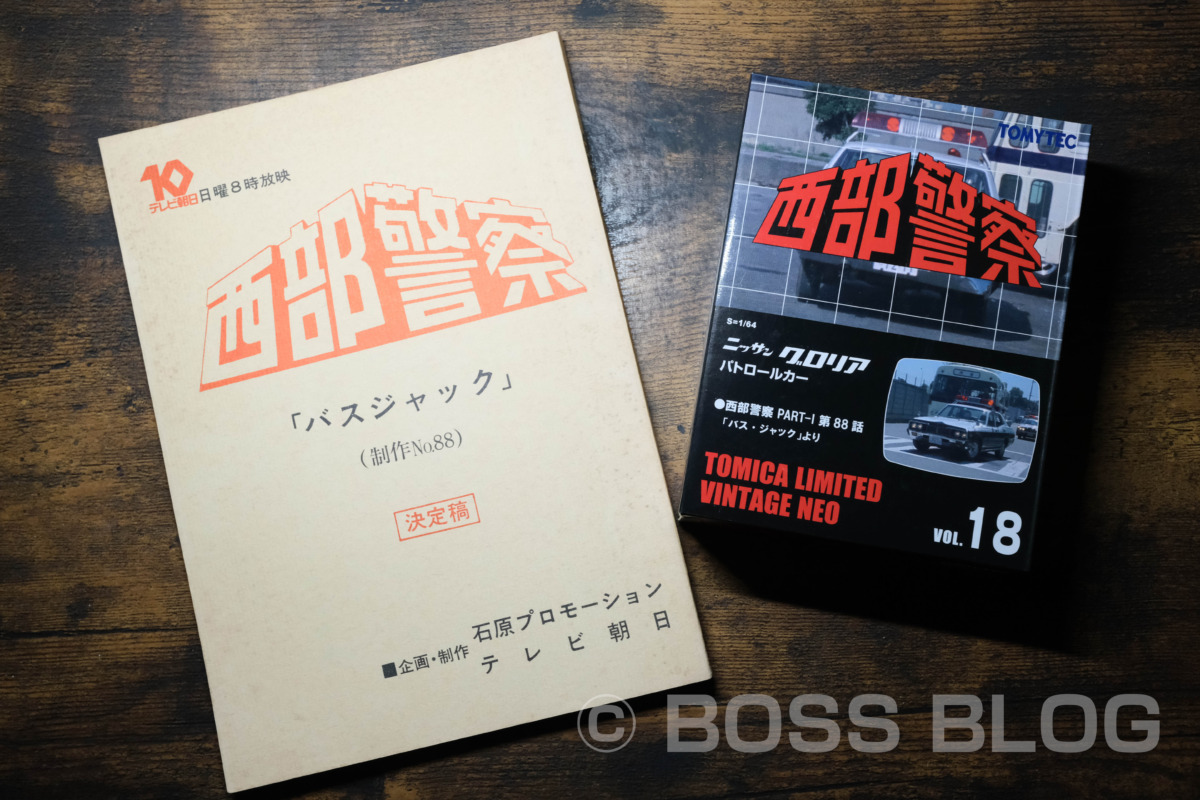 10
テレビ朝日 日曜8時放映
西部警察
「バスジャック」
(制作No.88)
決定稿
■企画・制作 石原プロモーション
テレビ朝日
TOMYTEC
西部警察
S=1/64
ニッサン グロリア
パトロールカー
●西部警察 PART-I 第88話
「バス・ジャック」より
TOMICA LIMITED
VINTAGE NEO
VOL.18
© BOSS BLOG